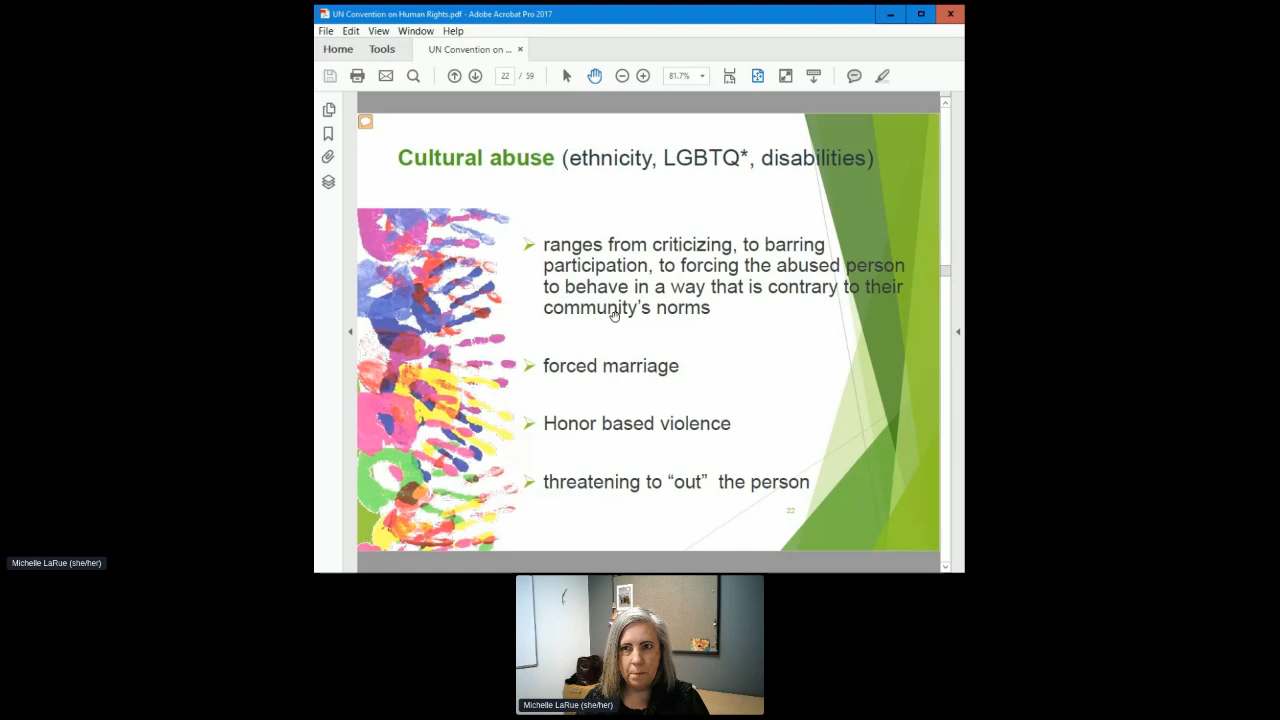 UN Convention on Human Rights.pdf - Adobe Acrobat Pro 2017
File Edit View Window Help
Home Tools UN Convention on ... ×
22 / 59 81.7%
Cultural abuse (ethnicity, LGBTQ*, disabilities)
ranges from criticizing, to barring
participation, to forcing the abused person
to behave in a way that is contrary to their
community’s norms
forced marriage
Honor based violence
threatening to “out” the person
22
Michelle LaRue (she/her)
Michelle LaRue (she/her)